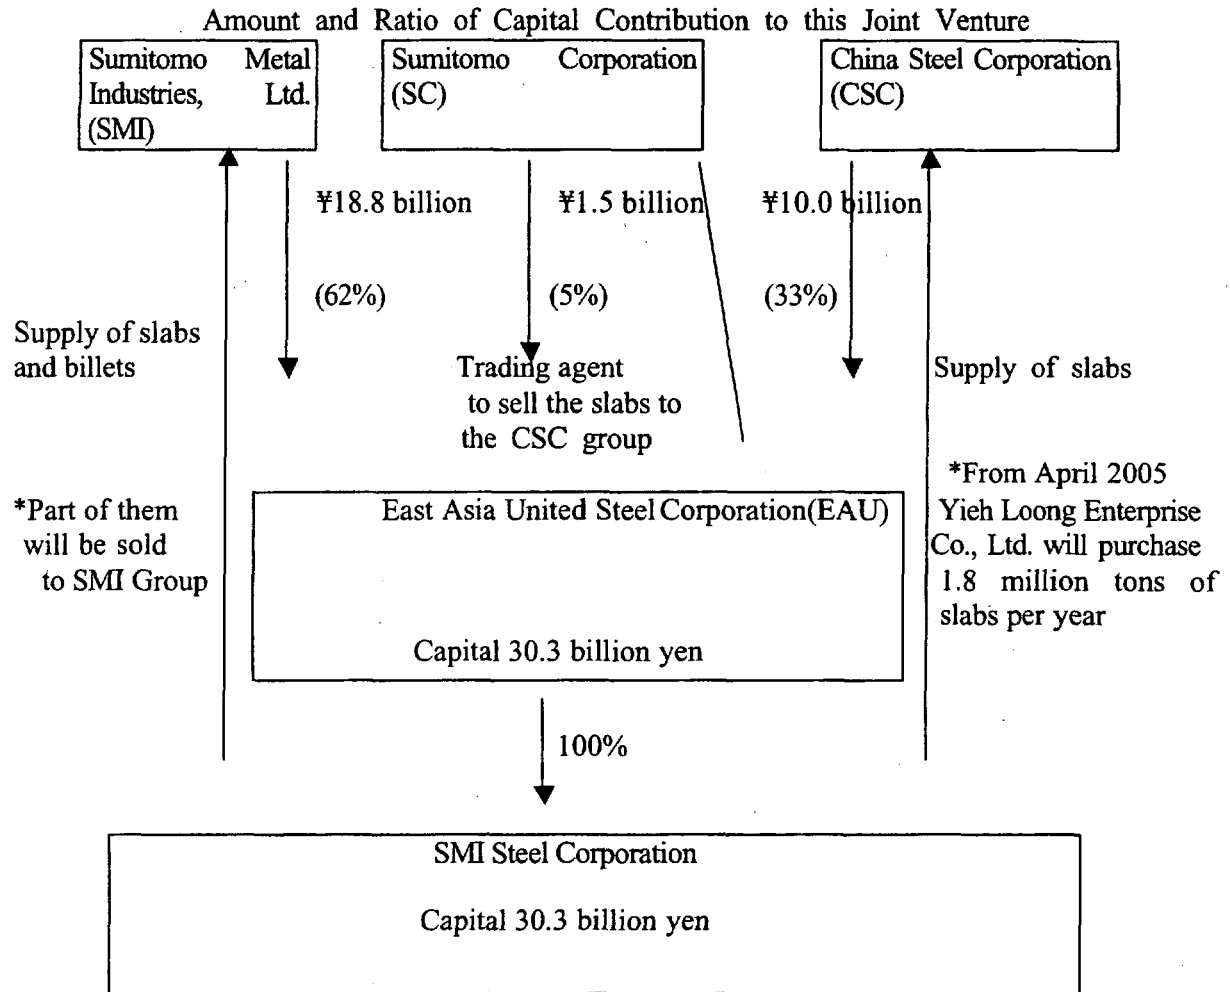 Amount and Ratio of Capital Contribution to this Joint Venture
Sumitomo Metal
Industries, Ltd.
(SMI)
Sumitomo Corporation
(SC)
China Steel Corporation
(CSC)
¥18.8 billion
¥1.5 billion
¥10.0 billion
(62%)
(5%)
(33%)
Supply of slabs
and billets
Trading agent
to sell the slabs to
the CSC group
Supply of slabs
*Part of them
will be sold
to SMI Group
East Asia United Steel Corporation(EAU)
Capital 30.3 billion yen
*From April 2005
Yieh Loong Enterprise
Co., Ltd. will purchase
1.8 million tons of
slabs per year
100%
SMI Steel Corporation
Capital 30.3 billion yen